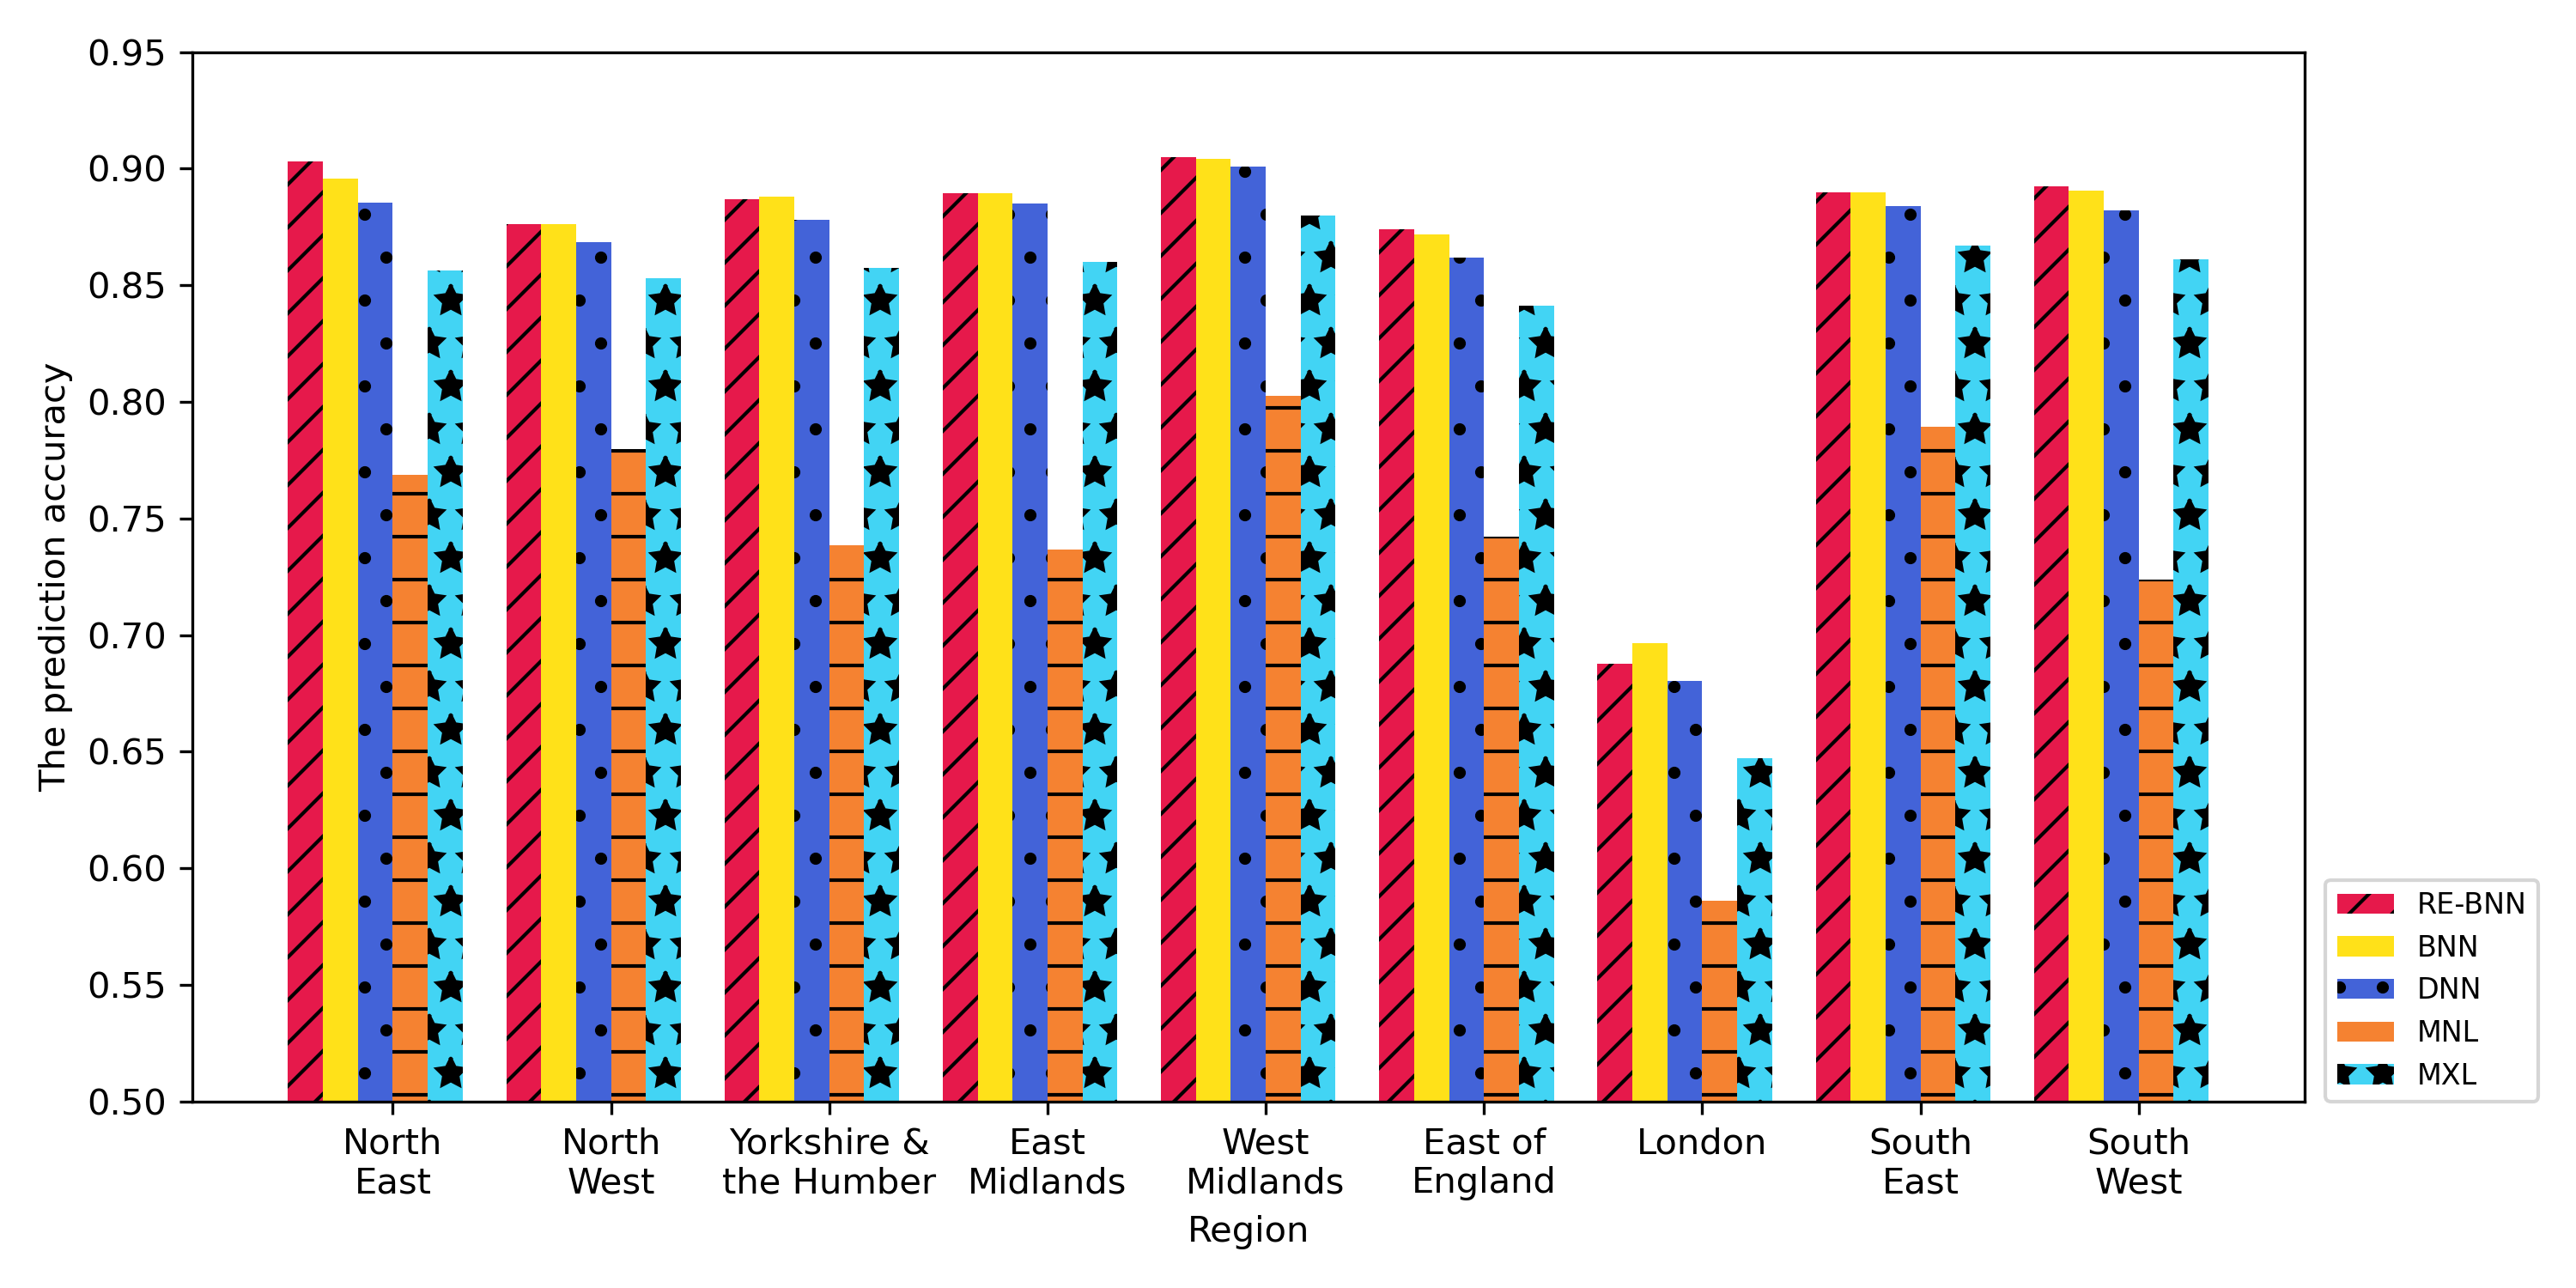 The prediction accuracy
0.95
0.90
0.85
0.80
0.75
0.70
0.65
0.60
0.55
0.50
North
East
North
West
Yorkshire &
the Humber
East
Midlands
West
Midlands
East of
England
London
South
East
South
West
Region
RE-BNN
BNN
DNN
MNL
MXL